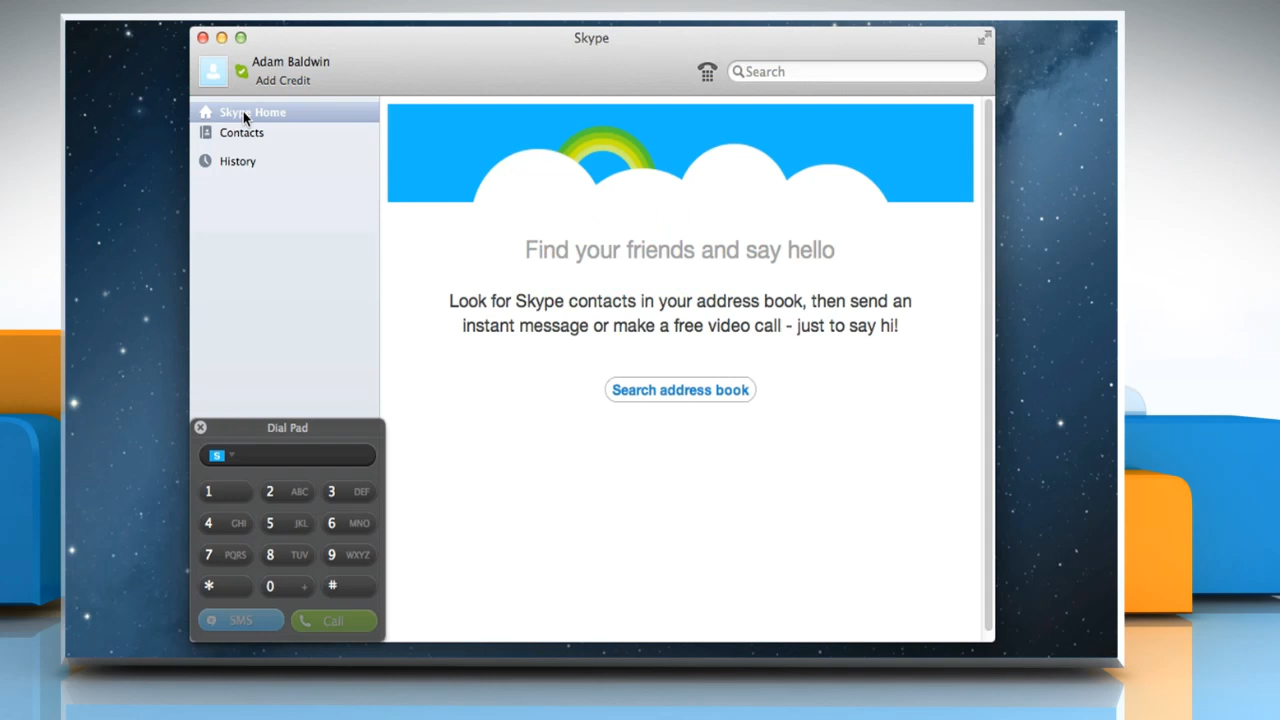 Skype
Adam Baldwin
Add Credit
Search
Skype Home
Contacts
History
Find your friends and say hello
Look for Skype contacts in your address book, then send an
instant message or make a free video call - just to say hi!
Search address book
Dial Pad
S
1 2 ABC 3 DEF
4 GHI 5 JKL 6 MNO
7 PQRS 8 TUV 9 WXYZ
* 0 + #
SMS Call